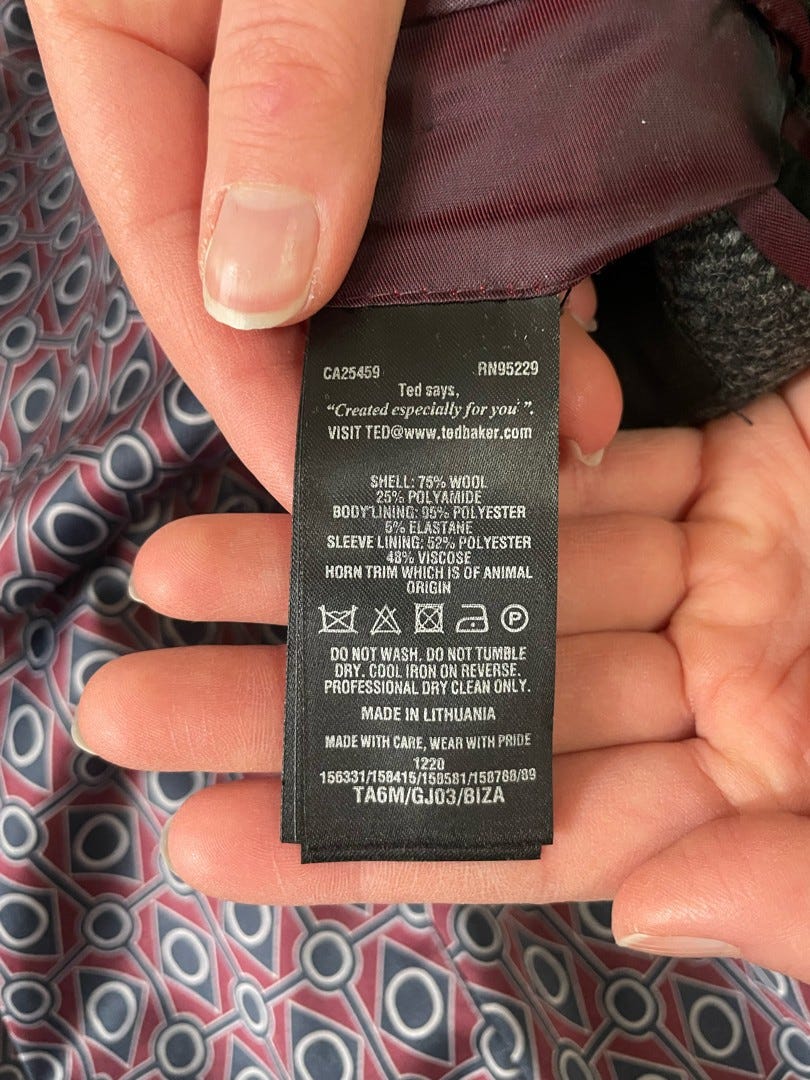 CA25459 RN95229
Ted says,
"Created especially for you".
VISIT TED@www.tedbaker.com
SHELL: 75% WOOL
25% POLYAMIDE
BODY LINING: 95% POLYESTER
5% ELASTANE
SLEEVE LINING: 52% POLYESTER
48% VISCOSE
HORN TRIM WHICH IS OF ANIMAL
ORIGIN
P
DO NOT WASH. DO NOT TUMBLE
DRY. COOL IRON ON REVERSE.
PROFESSIONAL DRY CLEAN ONLY.
MADE IN LITHUANIA
MADE WITH CARE, WEAR WITH PRIDE
1220
156331/158415/158581/158788/89
TA6M/GJ03/BIZA